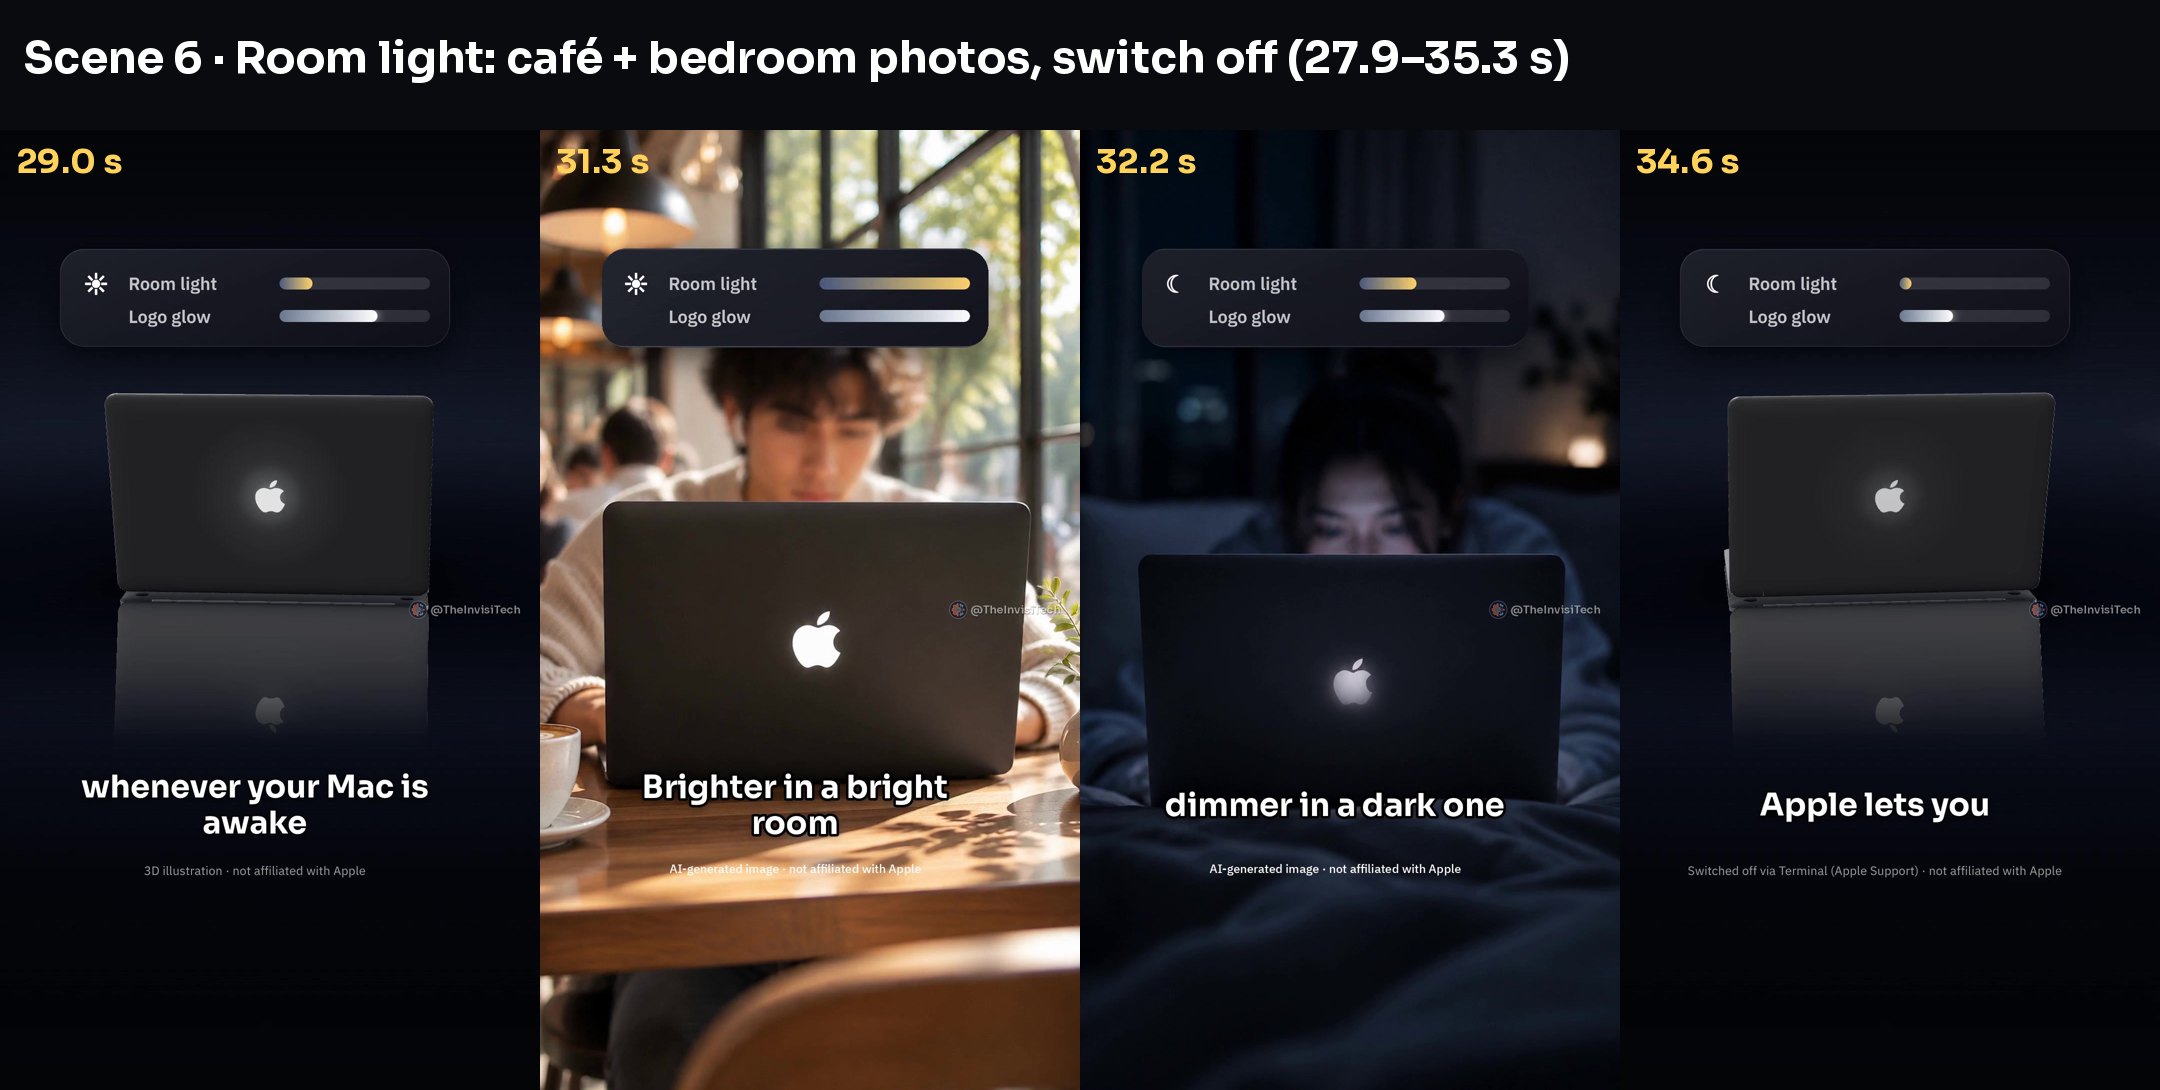 Scene 6 · Room light: café + bedroom photos, switch off (27.9–35.3 s)
29.0 s
Room light
Logo glow
@TheInvisiTech
whenever your Mac is
awake
3D illustration · not affiliated with Apple
31.3 s
Room light
Logo glow
@TheInvisiTech
Brighter in a bright
room
AI-generated image · not affiliated with Apple
32.2 s
Room light
Logo glow
@TheInvisiTech
dimmer in a dark one
AI-generated image · not affiliated with Apple
34.6 s
Room light
Logo glow
@TheInvisiTech
Apple lets you
Switched off via Terminal (Apple Support) · not affiliated with Apple